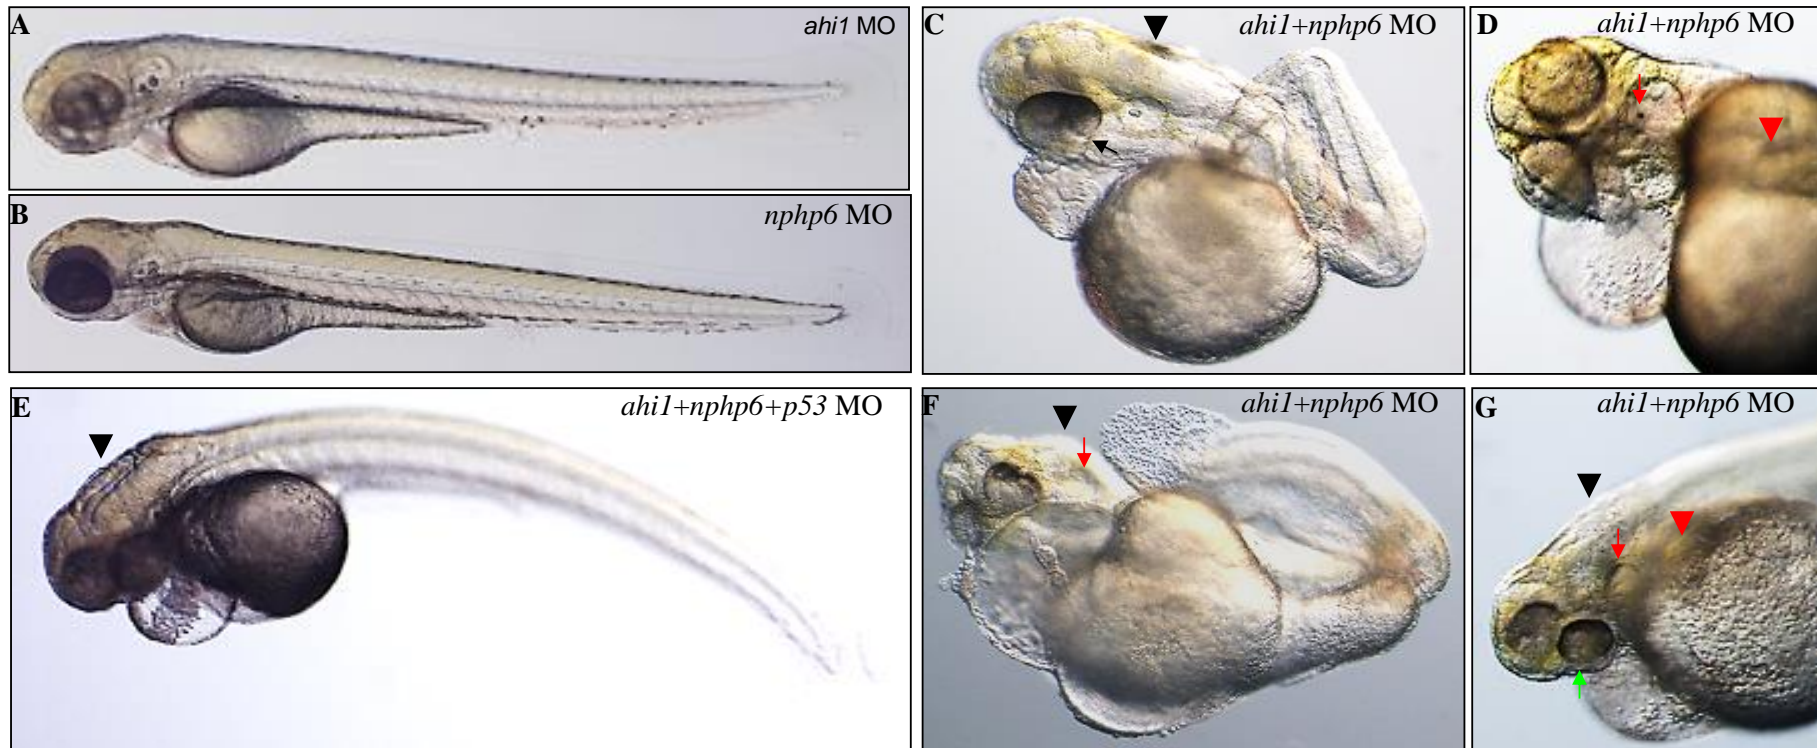 A
ahi1 MO
B
nphp6 MO
C
ahi1+nphp6 MO
D
ahi1+nphp6 MO
E
ahi1+nphp6+p53 MO
F
ahi1+nphp6 MO
G
ahi1+nphp6 MO